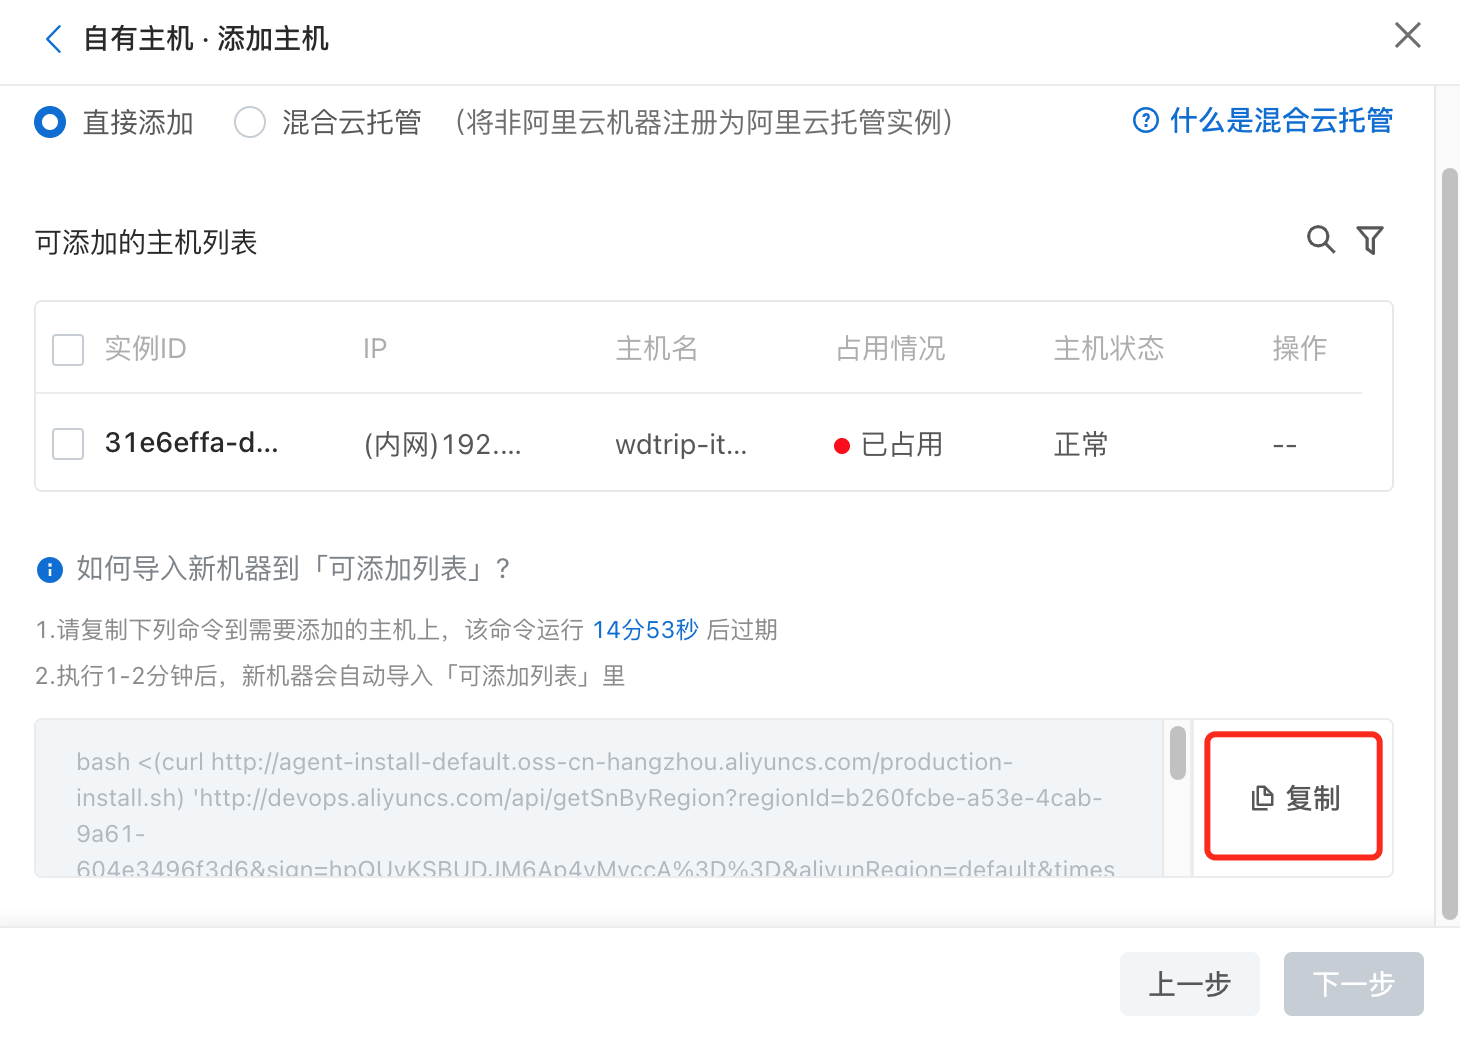 自有主机 · 添加主机
直接添加 混合云托管 （将非阿里云机器注册为阿里云托管实例） 什么是混合云托管
可添加的主机列表
实例ID IP 主机名 占用情况 主机状态 操作
31e6effa-d... (内网)192.... wdtrip-it... 已占用 正常 --
如何导入新机器到「可添加列表」?
1.请复制下列命令到需要添加的主机上，该命令运行 14分53秒 后过期
2.执行1-2分钟后，新机器会自动导入「可添加列表」里
bash <(curl http://agent-install-default.oss-cn-hangzhou.aliyuncs.com/production-
install.sh) 'http://devops.aliyuncs.com/api/getSnByRegion?regionId=b260fcbe-a53e-4cab-
9a61-
604e3496f3d6&sign=hpQUvKSBUDJM6Ap4vMvccA%3D%3D&aliyunRegion=default&times
复制
上一步 下一步